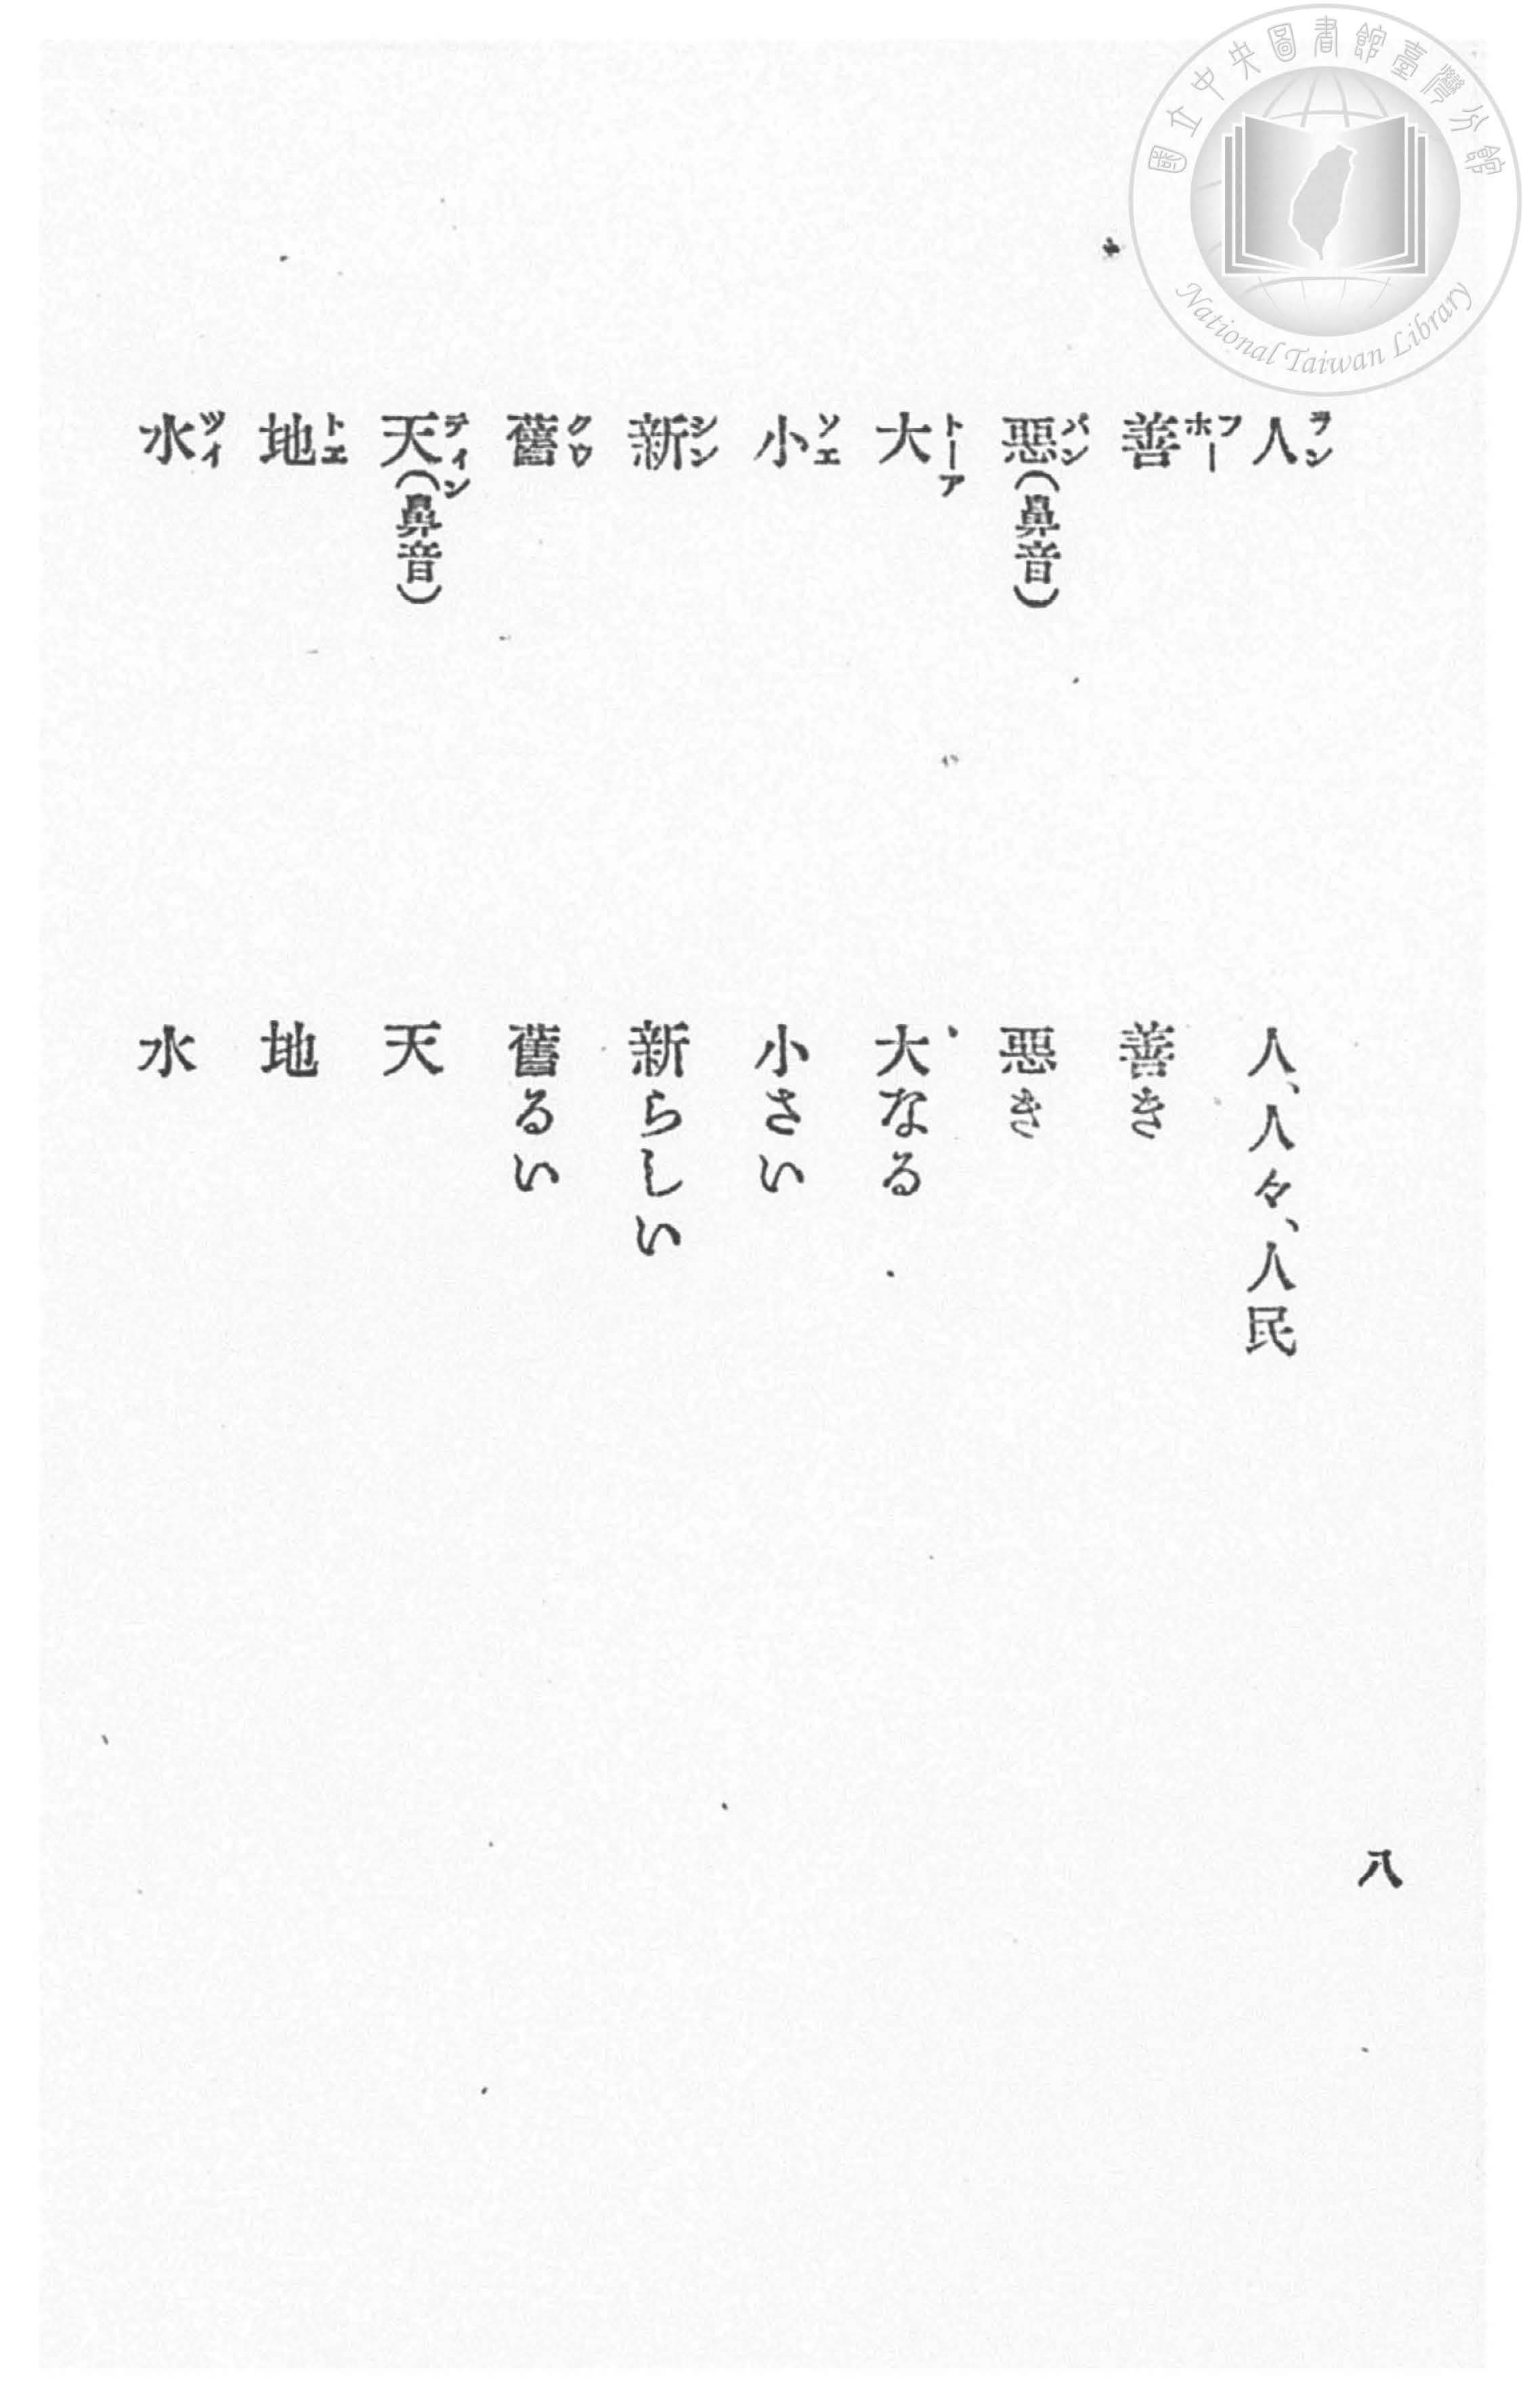 國立中央圖書館臺灣分館
National Taiwan Library
八
人 ヲン 人、人々、人民
善 フホー 善き
惡 パン (鼻音) 惡き
大 トーア 大なる
小 ソエ 小さい
新 シン 新らしい
舊 クウ 舊るい
天 ティン (鼻音) 天
地 トエ 地
水 ツイ 水